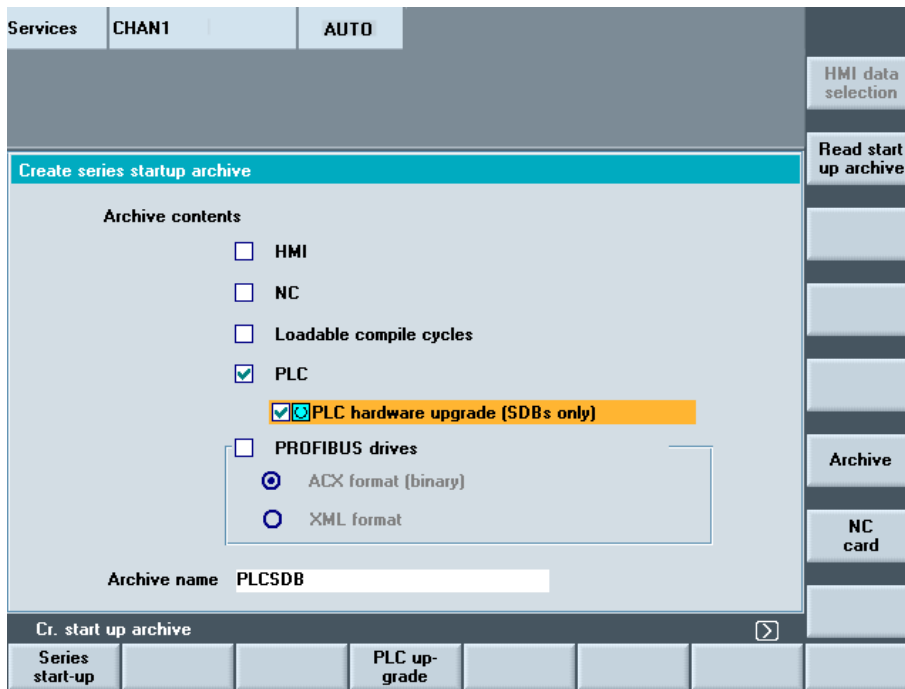 Services CHAN1 AUTO
HMI data
selection
Read start
up archive
Create series startup archive
Archive contents
HMI
NC
Loadable compile cycles
PLC
PLC hardware upgrade (SDBs only)
PROFIBUS drives
ACX format (binary)
XML format
Archive
NC
card
Archive name PLCSDB
Cr. start up archive
Series
start-up
PLC up-
grade